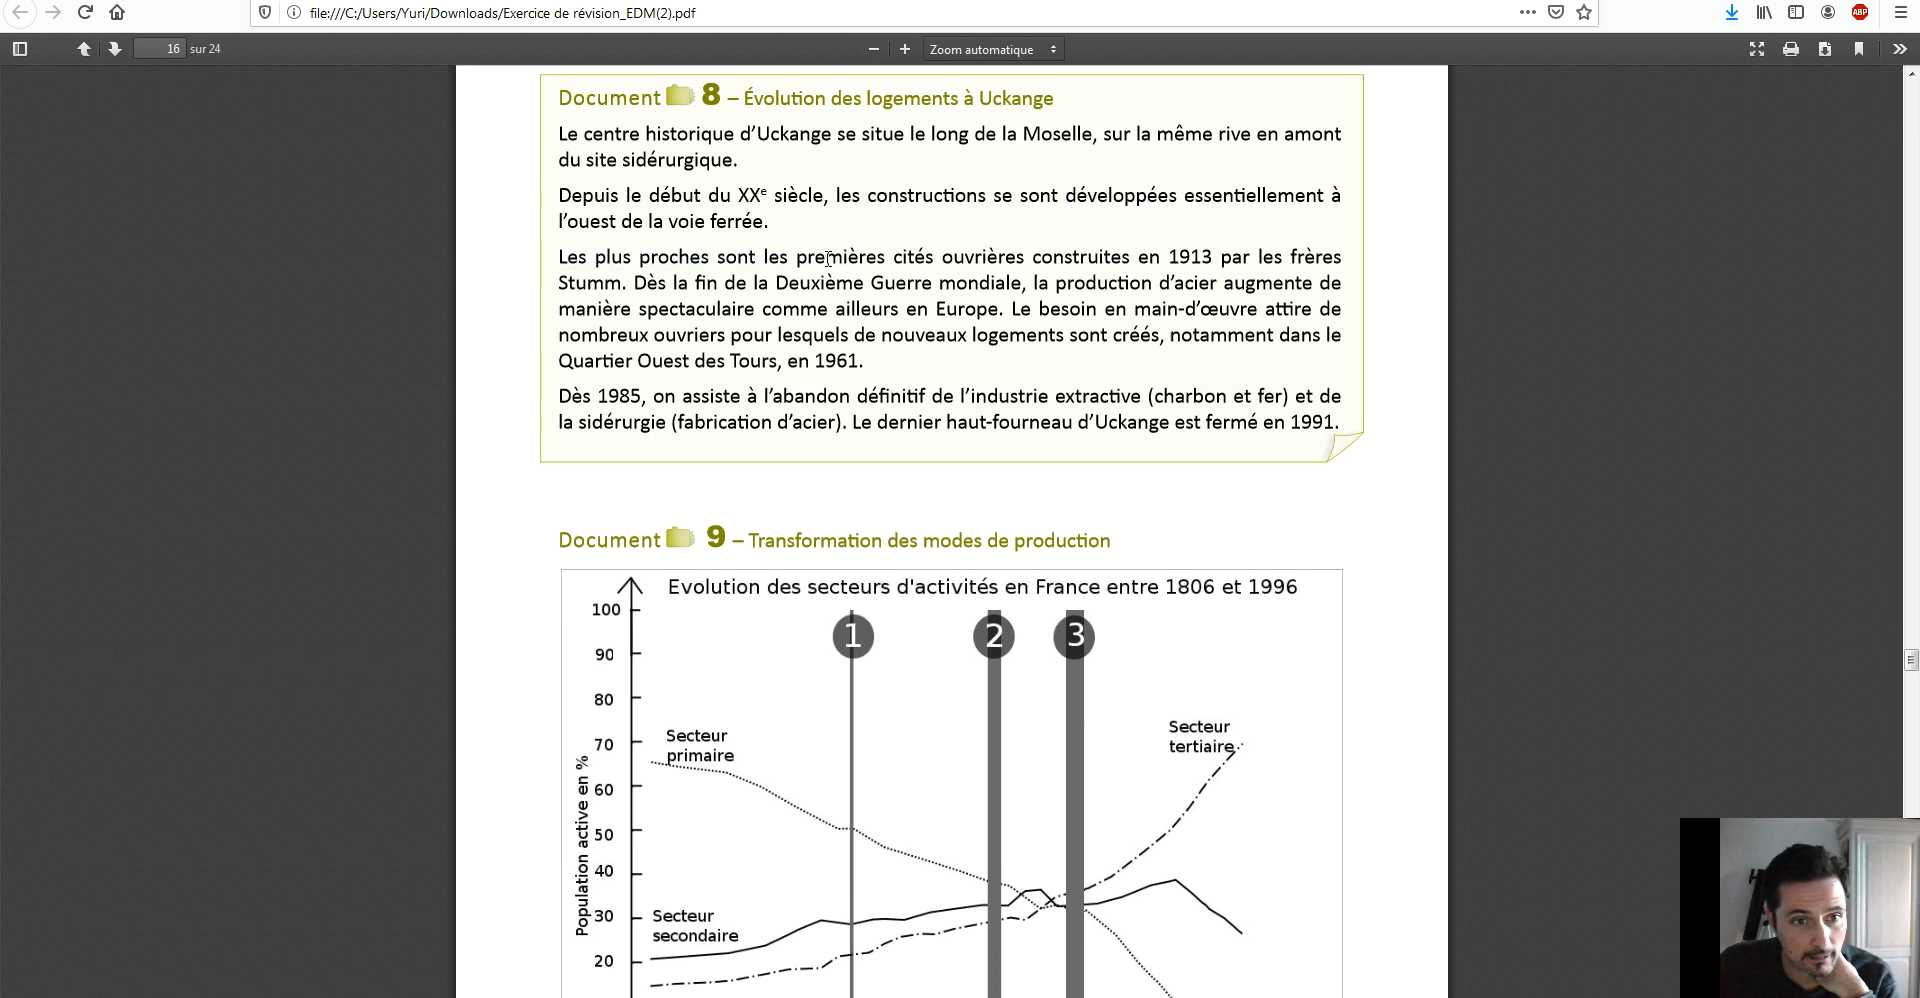 file:///C:/Users/Yuri/Downloads/Exercice de révision_EDM(2).pdf
ABP
16 sur 24
Zoom automatique
Document 8 – Évolution des logements à Uckange
Le centre historique d’Uckange se situe le long de la Moselle, sur la même rive en amont
du site sidérurgique.
Depuis le début du XXe siècle, les constructions se sont développées essentiellement à
l’ouest de la voie ferrée.
Les plus proches sont les premières cités ouvrières construites en 1913 par les frères
Stumm. Dès la fin de la Deuxième Guerre mondiale, la production d’acier augmente de
manière spectaculaire comme ailleurs en Europe. Le besoin en main-d’œuvre attire de
nombreux ouvriers pour lesquels de nouveaux logements sont créés, notamment dans le
Quartier Ouest des Tours, en 1961.
Dès 1985, on assiste à l’abandon définitif de l’industrie extractive (charbon et fer) et de
la sidérurgie (fabrication d’acier). Le dernier haut-fourneau d’Uckange est fermé en 1991.
Document 9 – Transformation des modes de production
Evolution des secteurs d'activités en France entre 1806 et 1996
100
1
2
3
90
80
Secteur
primaire
Secteur
tertiaire
70
60
50
40
30
20
Population active en %
Secteur
secondaire